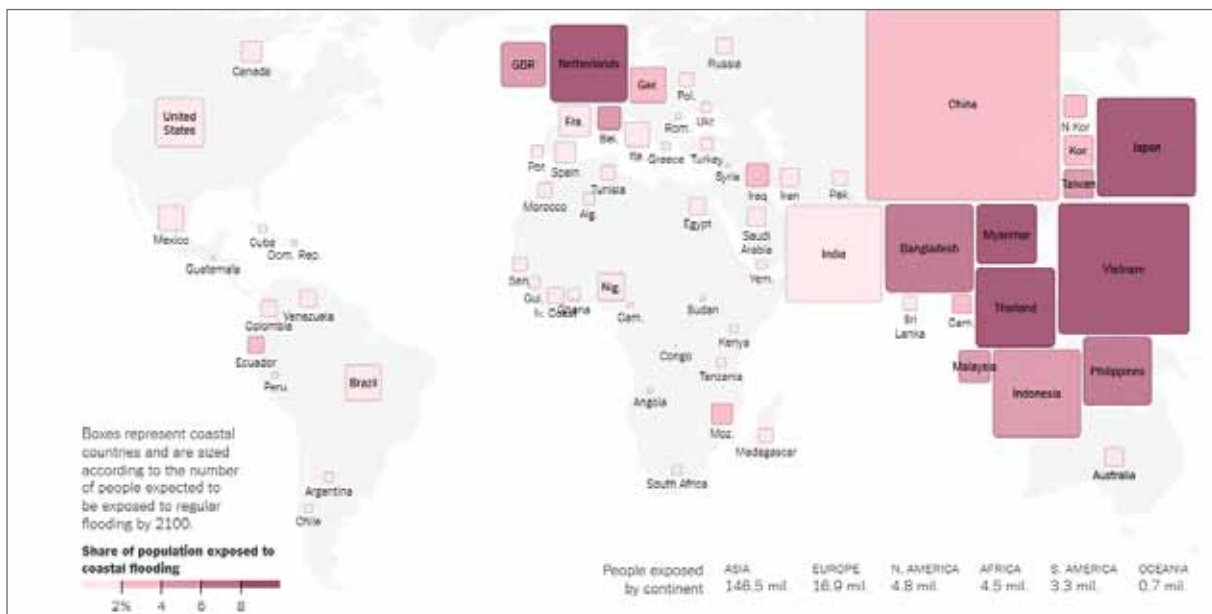 Canada
United
States
Mexico
Cuba
Dom. Rep.
Guatemala
Venezuela
Colombia
Ecuador
Peru.
Brazil
Argentina
Chile
GBR
Netherlands
Ger.
Russia
Pol.
Fra.
Bel.
Ukr.
Rom.
Ita.
Greece
Turkey
Por.
Spain
Syria
Tunisia
Morocco
Alg.
Iraq
Iran
Pak.
Egypt
Saudi
Arabia
Yem.
Sen.
Gui.
Iv. Coast
Ghana
Nig.
Cam.
Sudan
Kenya
Congo
Tanzania
Angola
Moz.
Madagascar
South Africa
China
N.Kor
Kor
Taiwan
Japan
India
Bangladesh
Myanmar
Vietnam
Thailand
Sri
Lanka
Cam.
Malaysia
Indonesia
Philippines
Australia
Boxes represent coastal
countries and are sized
according to the number
of people expected to
be exposed to regular
flooding by 2100.
Share of population exposed to
coastal flooding
2% 4 6 8
People exposed
by continent
ASIA
146.5 mil.
EUROPE
16.9 mil.
N. AMERICA
4.8 mil.
AFRICA
4.5 mil.
S. AMERICA
3.3 mil.
OCEANIA
0.7 mil.